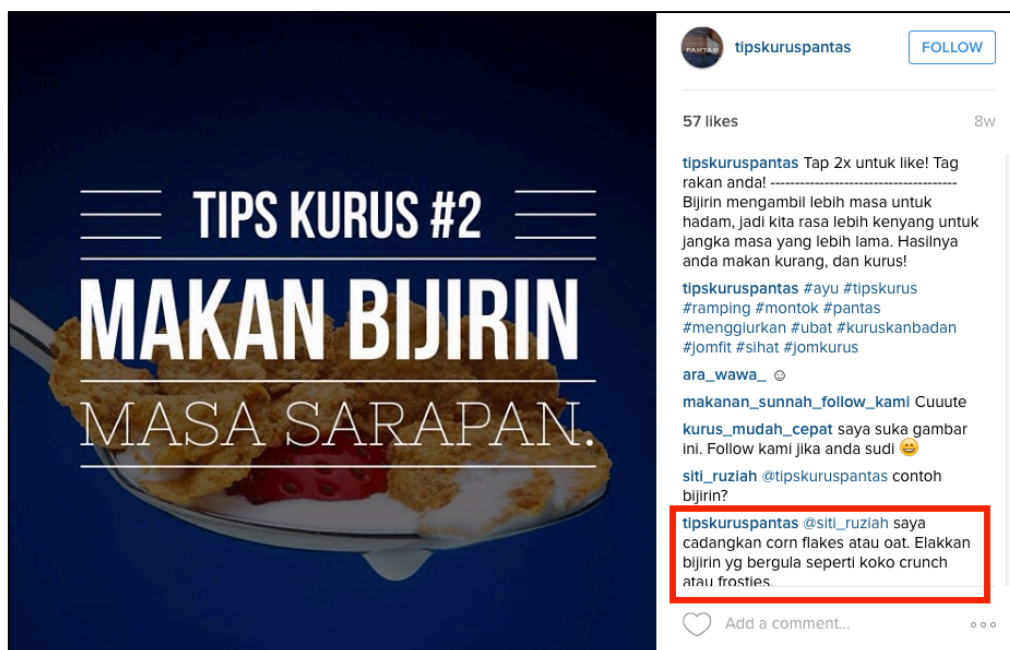 TIPS KURUS #2
MAKAN BIJIRIN
MASA SARAPAN.
tipskuruspantas
FOLLOW
57 likes
8w
tipskuruspantas Tap 2x untuk like! Tag
rakan anda! --------------------------------------
Bijirin mengambil lebih masa untuk
hadam, jadi kita rasa lebih kenyang untuk
jangka masa yang lebih lama. Hasilnya
anda makan kurang, dan kurus!
tipskuruspantas #ayu #tipskurus
#ramping #montok #pantas
#menggiurkan #ubat #kuruskanbadan
#jomfit #sihat #jomkurus
ara_wawa_ ☺
makanan_sunnah_follow_kami Cuuute
kurus_mudah_cepat saya suka gambar
ini. Follow kami jika anda sudi 😄
siti_ruziah @tipskuruspantas contoh
bijirin?
tipskuruspantas @siti_ruziah saya
cadangkan corn flakes atau oat. Elakkan
bijirin yg bergula seperti koko crunch
atau frosties.
Add a comment...